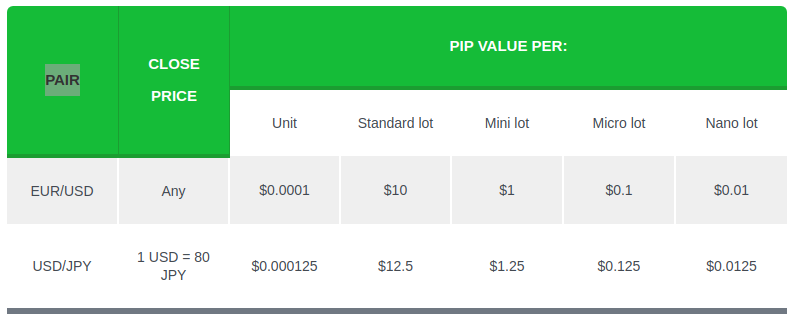 PAIR
CLOSE
PRICE
PIP VALUE PER:
Unit Standard lot Mini lot Micro lot Nano lot
EUR/USD Any $0.0001 $10 $1 $0.1 $0.01
USD/JPY 1 USD = 80
JPY $0.000125 $12.5 $1.25 $0.125 $0.0125